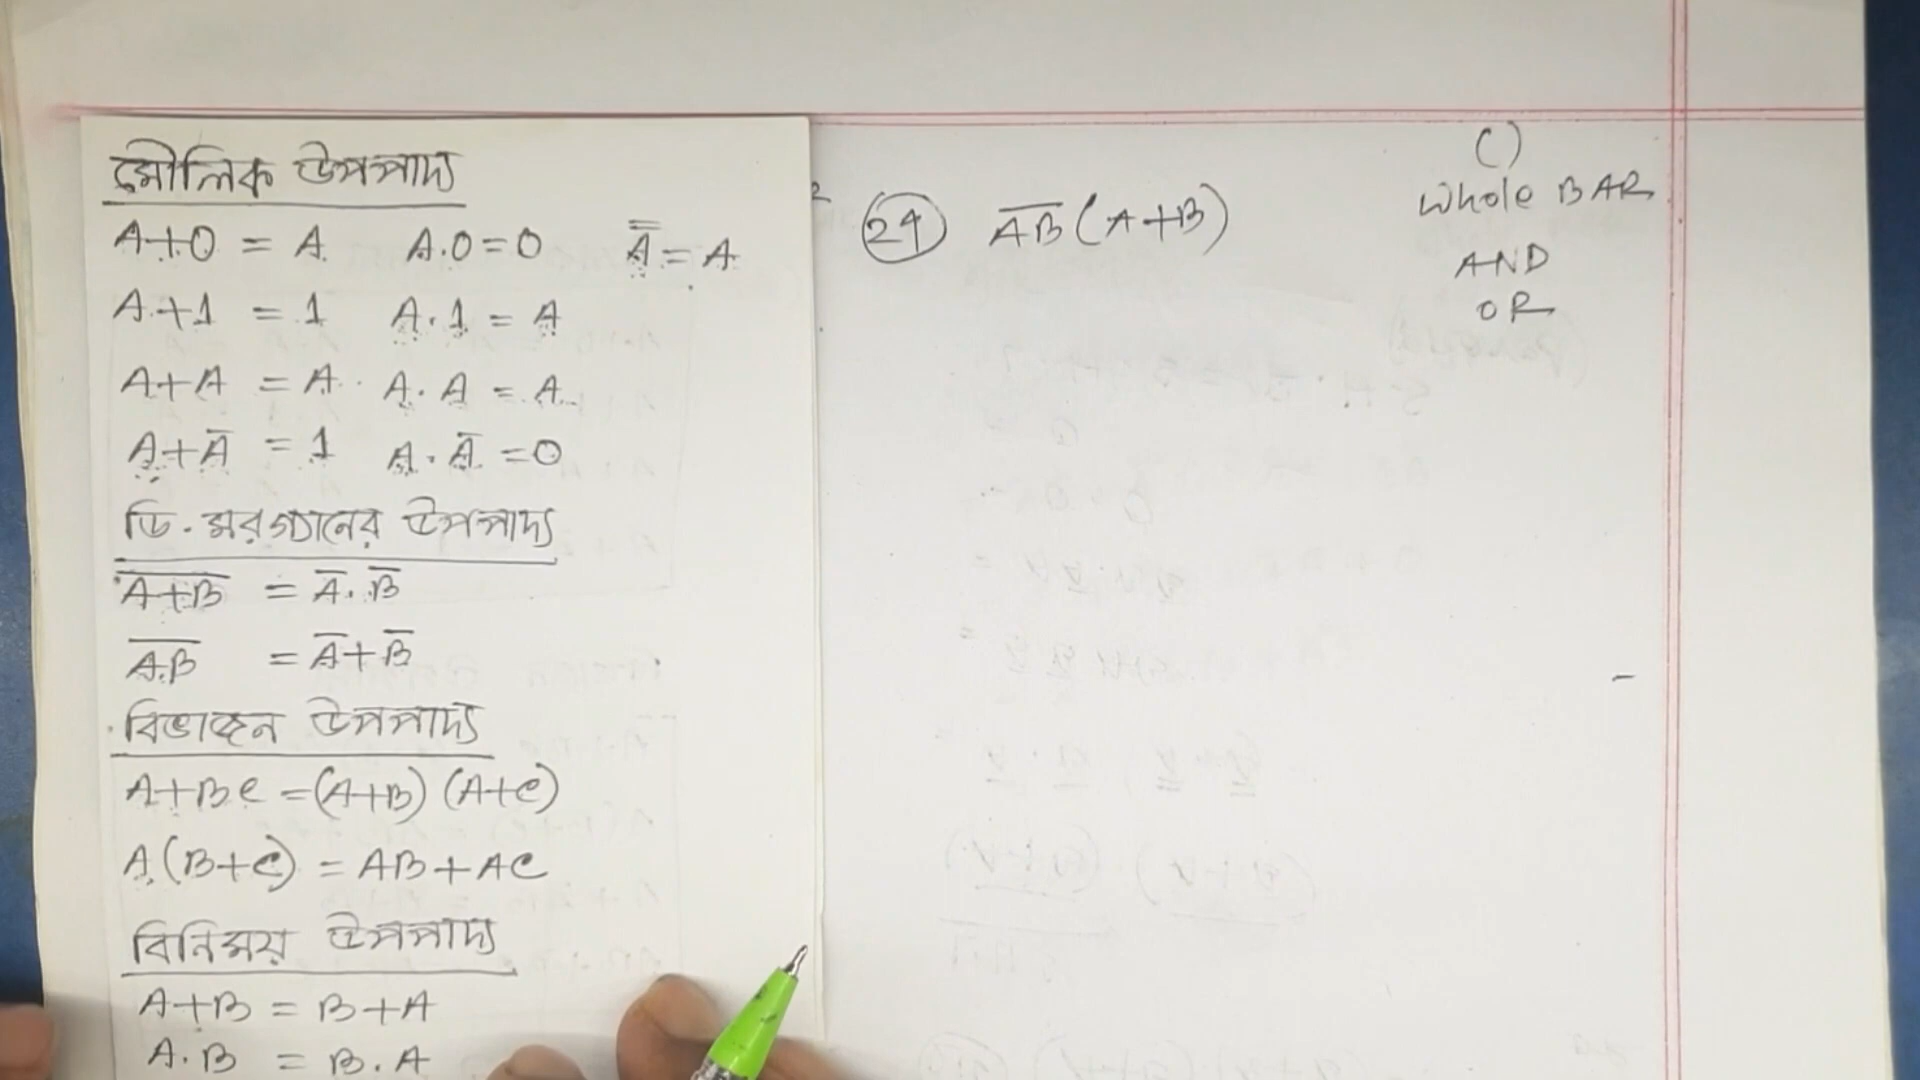 মৌলিক উপপাদ্য
A+0 = A A.0=0 A̿ = A
A+1 = 1 A.1 = A
A+A = A A.A = A
A+Ā = 1 A.Ā = 0
ডি. মরগ্যানের উপপাদ্য
A̅+̅B̅ = A̅.B̅
A̅.̅B̅ = A̅+B̅
বিভাজন উপপাদ্য
A+BC = (A+B) (A+C)
A(B+C) = AB+AC
বিনিময় উপপাদ্য
A+B = B+A
A.B = B.A
24 A̅B̅(A+B)
()
Whole BAR
AND
OR